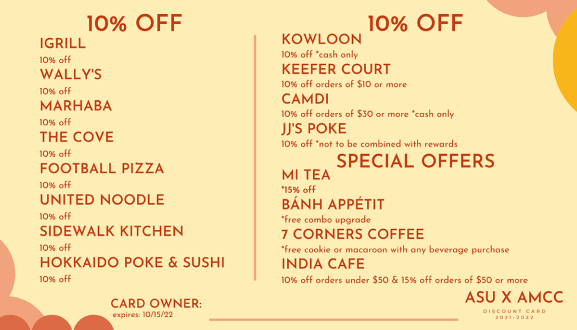 10% OFF
IGRILL
10% off
WALLY'S
10% off
MARHABA
10% off
THE COVE
10% off
FOOTBALL PIZZA
10% off
UNITED NOODLE
10% off
SIDEWALK KITCHEN
10% off
HOKKAIDO POKE & SUSHI
10% off
10% OFF
KOWLOON
10% off *cash only
KEEFER COURT
10% off orders of $10 or more
CAMDI
10% off orders of $30 or more *cash only
JJ'S POKE
10% off *not to be combined with rewards
SPECIAL OFFERS
MI TEA
*15% off
BÁNH APPÉTIT
*free combo upgrade
7 CORNERS COFFEE
*free cookie or macaroon with any beverage purchase
INDIA CAFE
10% off orders under $50 & 15% off orders of $50 or more
CARD OWNER:
expires: 10/15/22
ASU X AMCC
DISCOUNT CARD
2021-2022